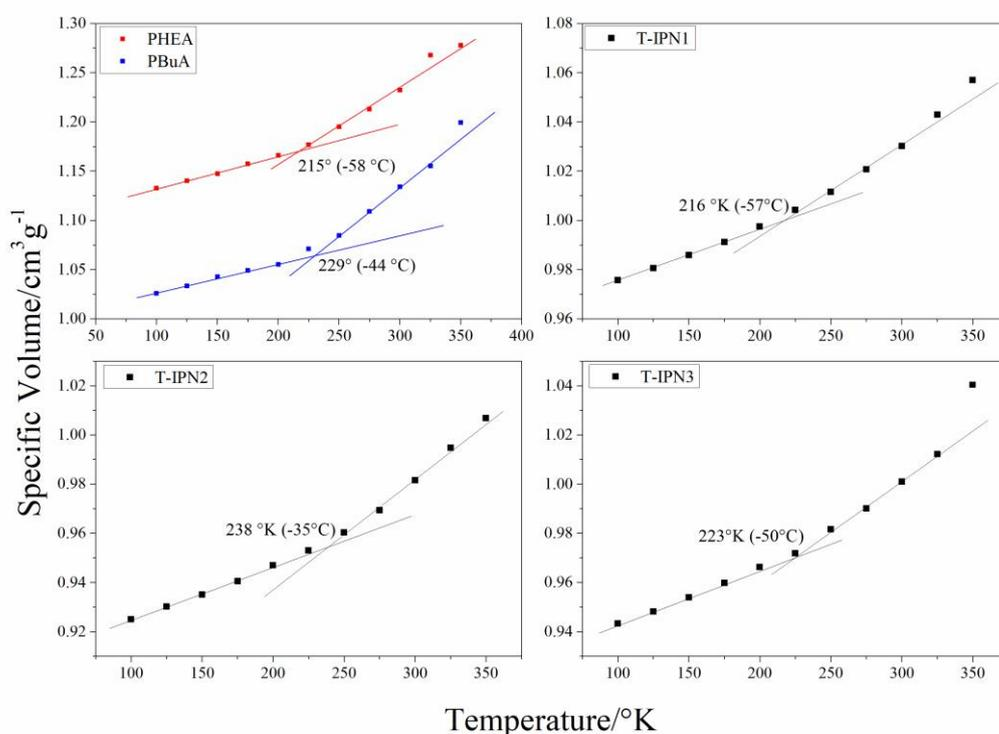 Specific Volume/cm³g⁻¹
1.30
1.25
1.20
1.15
1.10
1.05
1.00
PHEA
PBuA
215° (-58 °C)
229° (-44 °C)
50 100 150 200 250 300 350 400
1.08
1.06
1.04
1.02
1.00
0.98
0.96
T-IPN1
216 °K (-57°C)
100 150 200 250 300 350
1.02
1.00
0.98
0.96
0.94
0.92
T-IPN2
238 °K (-35°C)
100 150 200 250 300 350
1.04
1.02
1.00
0.98
0.96
0.94
T-IPN3
223°K (-50°C)
100 150 200 250 300 350
Temperature/°K